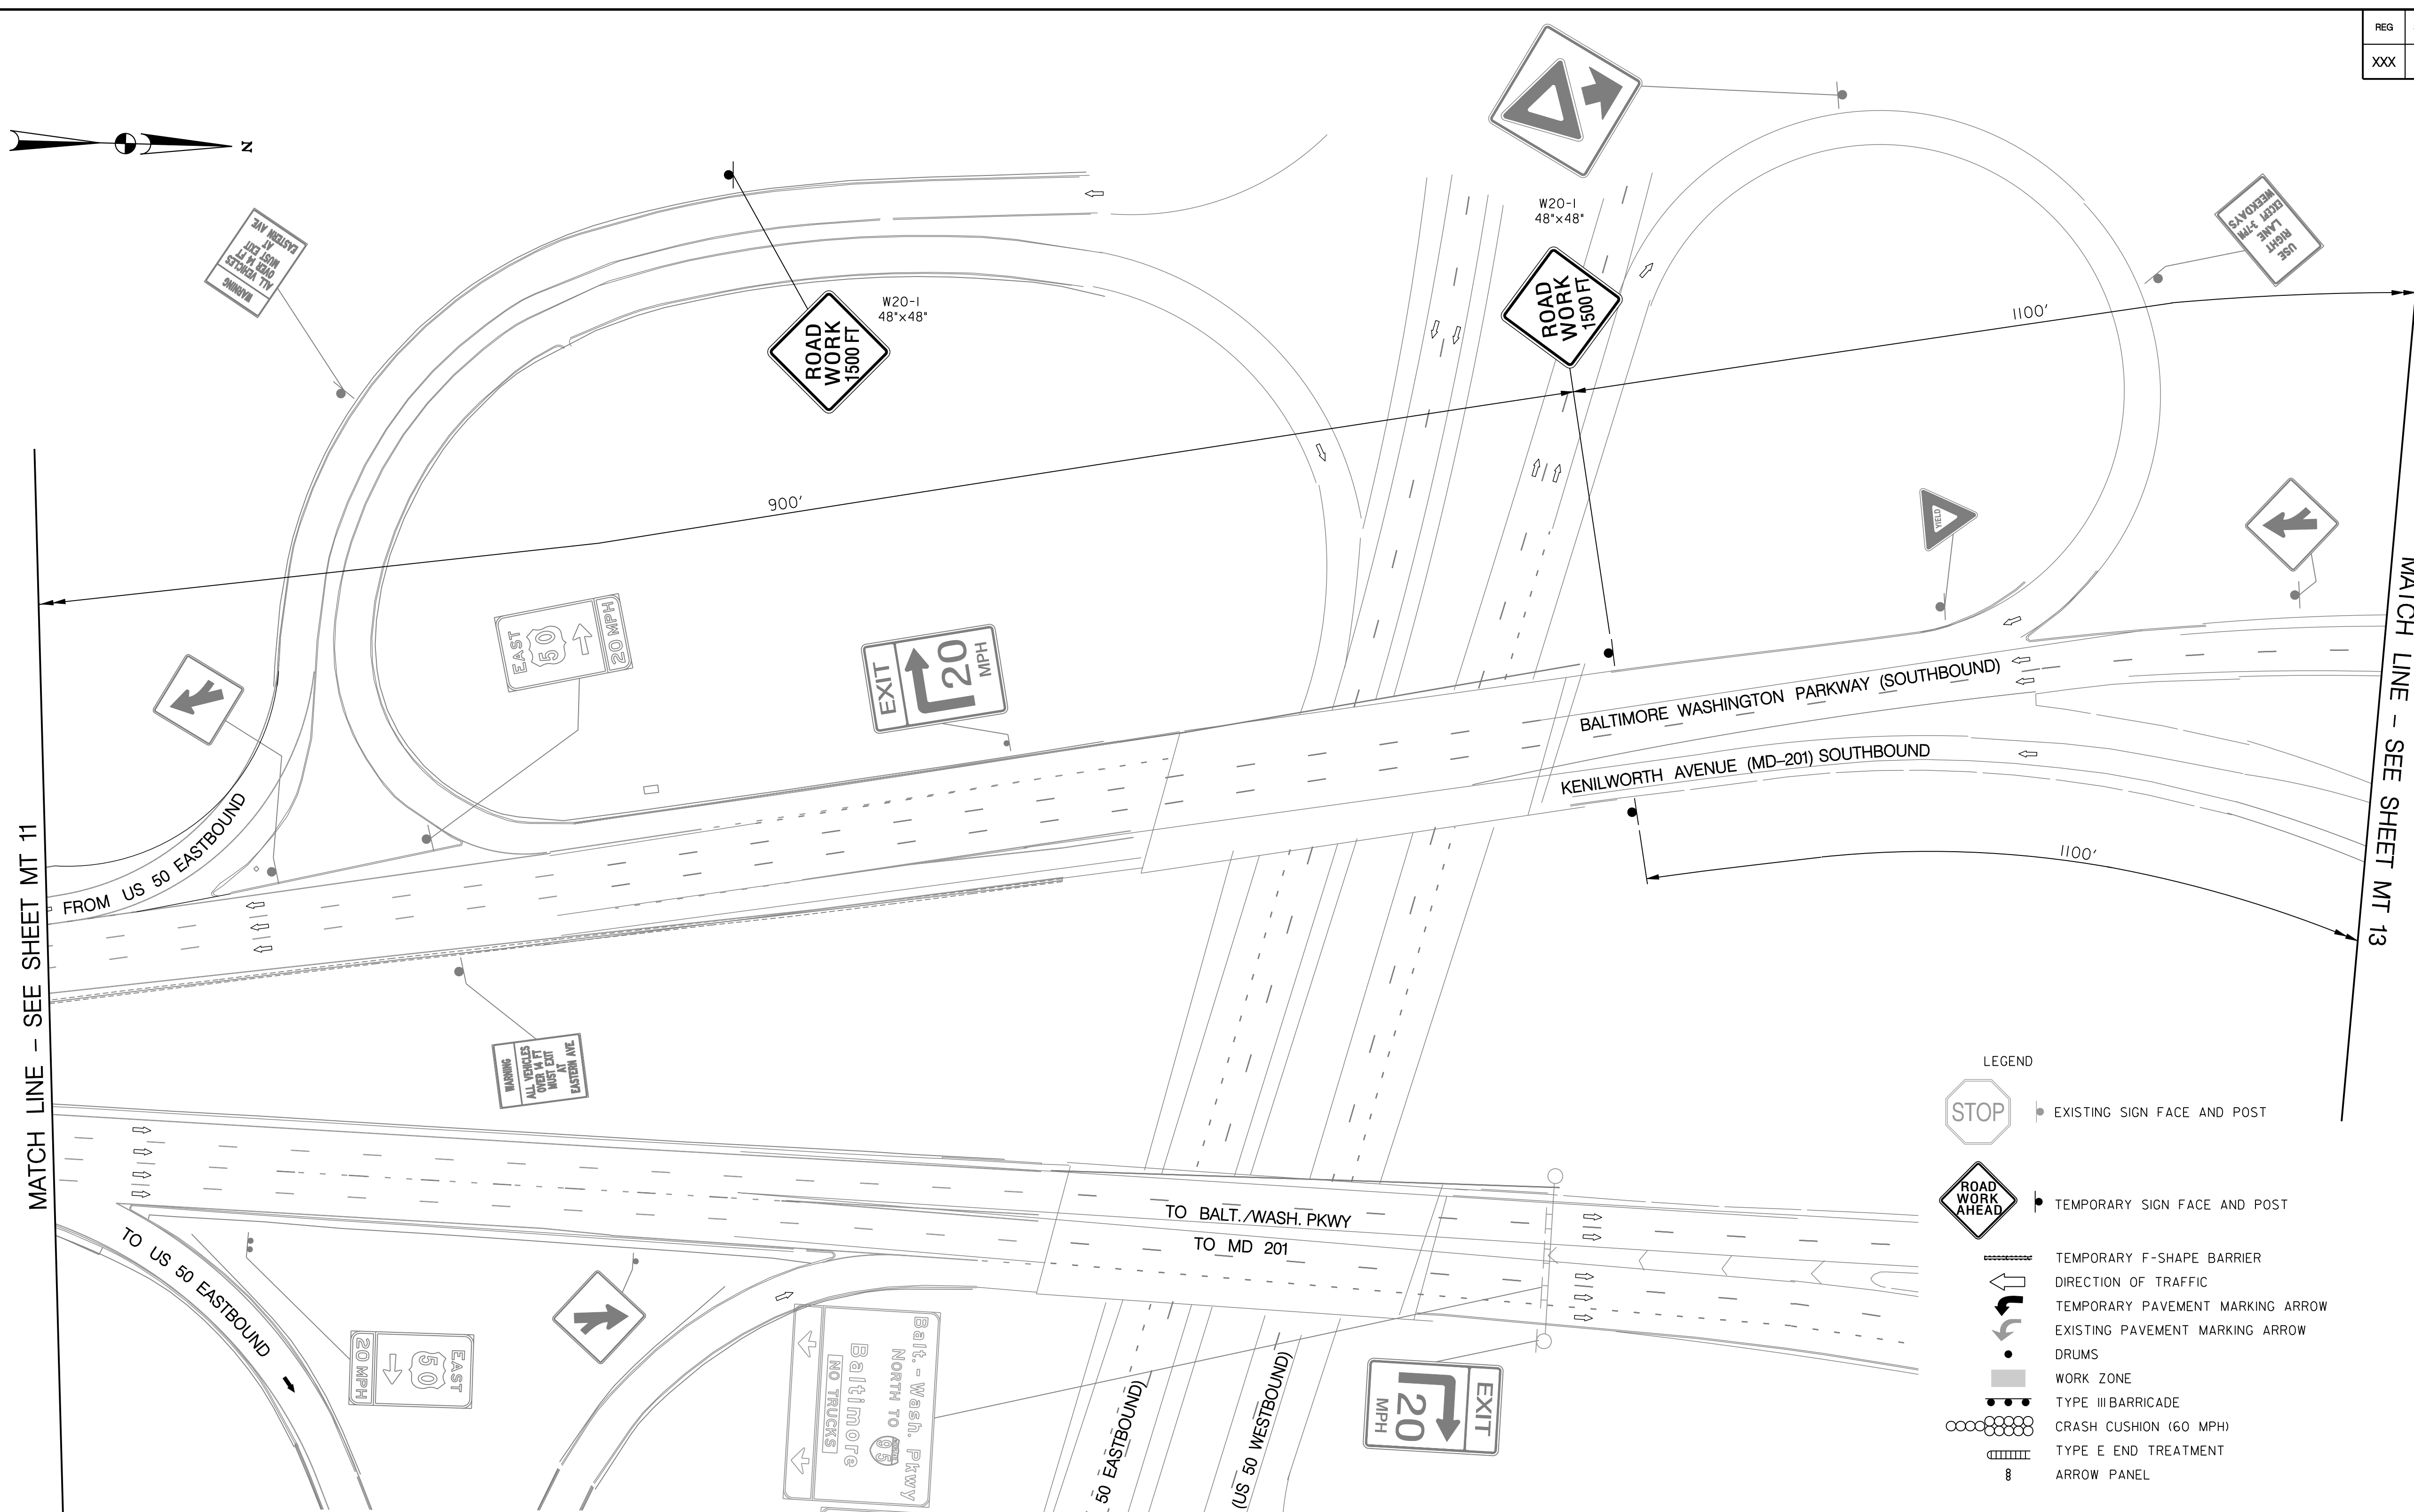 REG
XXX
N
WARNING
ALL VEHICLES
OVER 14 FT
MUST EXIT
AT
EASTERN AVE
ROAD
WORK
1500 FT
W20-1
48"×48"
W20-1
48"×48"
ROAD
WORK
1500 FT
USE
RIGHT
LANE
EXCEPT 3-7PM
WEEKDAYS
1100'
900'
EAST
50
20 MPH
EXIT
20
MPH
YIELD
BALTIMORE WASHINGTON PARKWAY (SOUTHBOUND)
KENILWORTH AVENUE (MD-201) SOUTHBOUND
1100'
MATCH LINE - SEE SHEET MT 13
MATCH LINE - SEE SHEET MT 11
FROM US 50 EASTBOUND
WARNING
ALL VEHICLES
OVER 14 FT
MUST EXIT
AT
EASTERN AVE.
TO BALT./WASH. PKWY
TO MD 201
TO US 50 EASTBOUND
EAST
50
20 MPH
Balt. - Wash. Pkwy
NORTH TO 95
Baltimore
NO TRUCKS
50 EASTBOUND)
(US 50 WESTBOUND)
EXIT
20
MPH
LEGEND
STOP
EXISTING SIGN FACE AND POST
ROAD
WORK
AHEAD
TEMPORARY SIGN FACE AND POST
TEMPORARY F-SHAPE BARRIER
DIRECTION OF TRAFFIC
TEMPORARY PAVEMENT MARKING ARROW
EXISTING PAVEMENT MARKING ARROW
DRUMS
WORK ZONE
TYPE III BARRICADE
CRASH CUSHION (60 MPH)
TYPE E END TREATMENT
ARROW PANEL